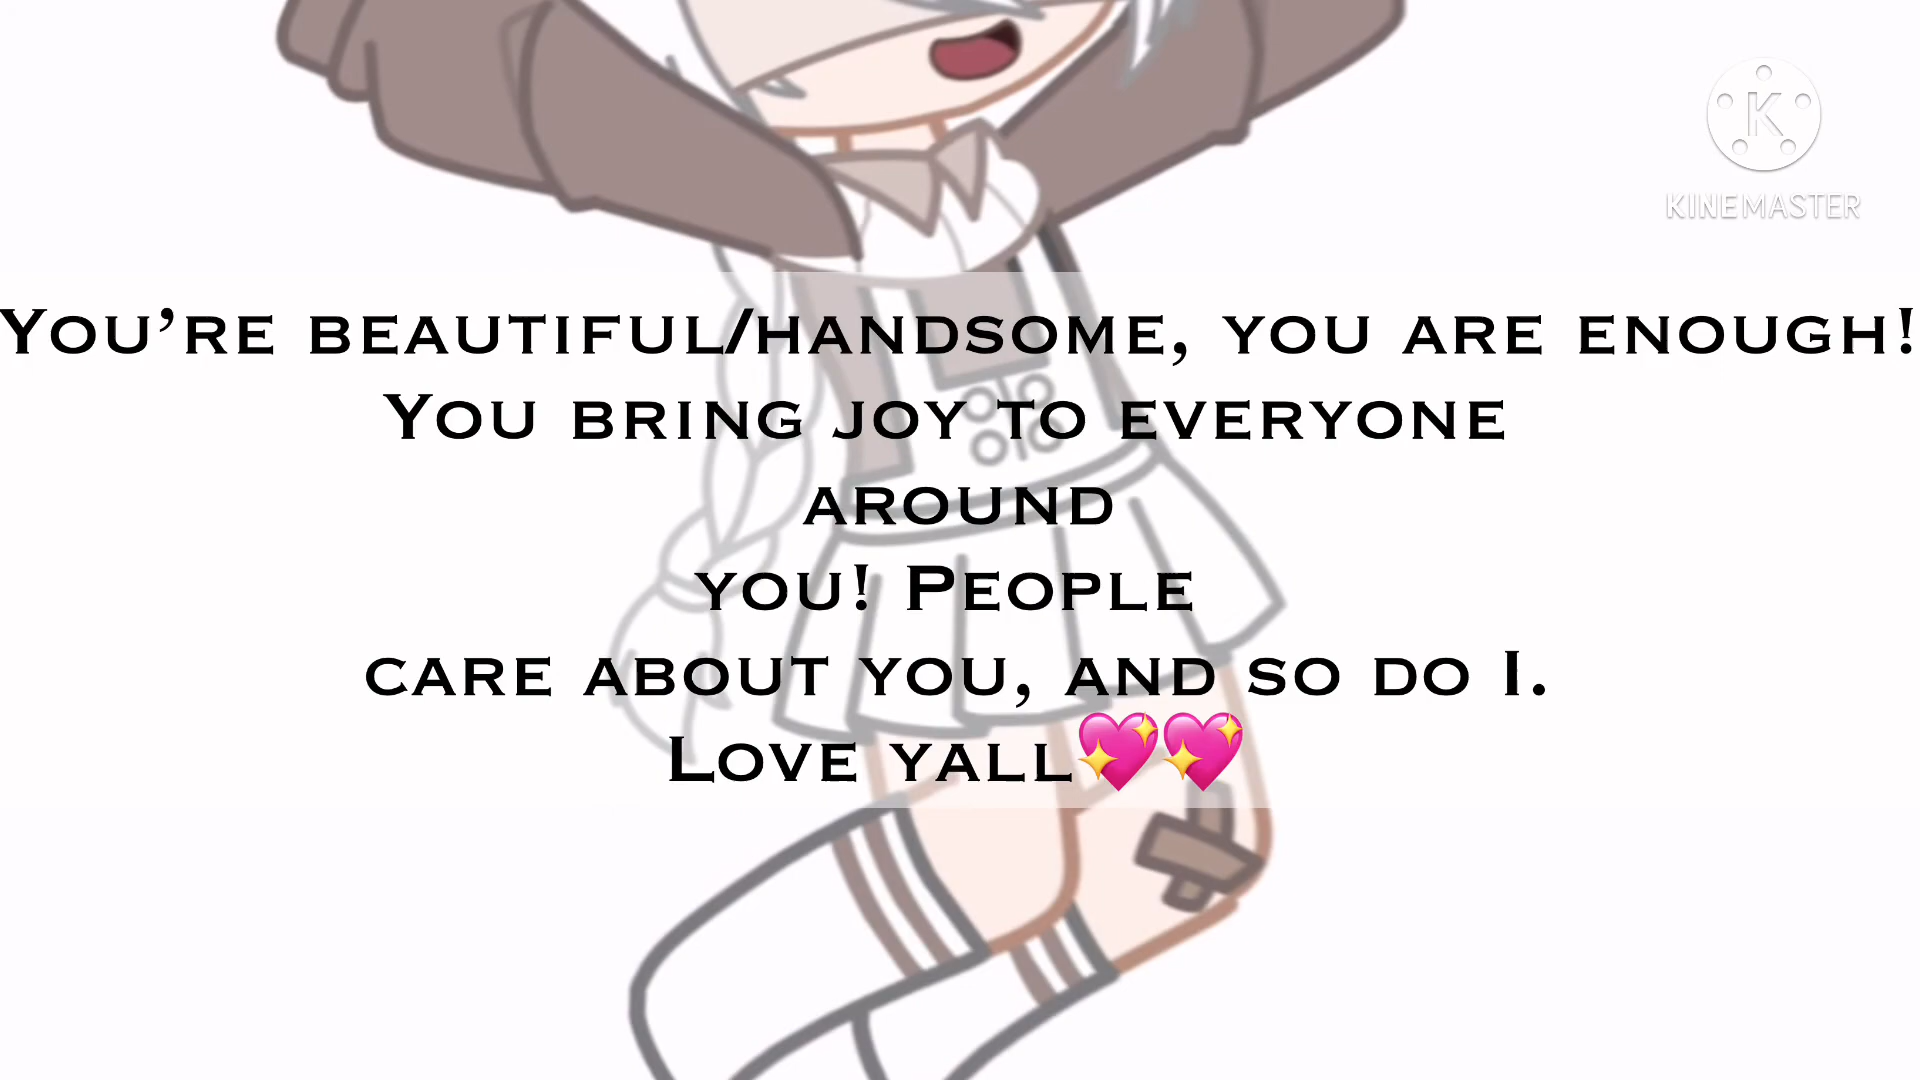 K
KINEMASTER
You're beautiful/handsome, you are enough!
You bring joy to everyone
around
you! People
care about you, and so do I.
Love yall💖💖